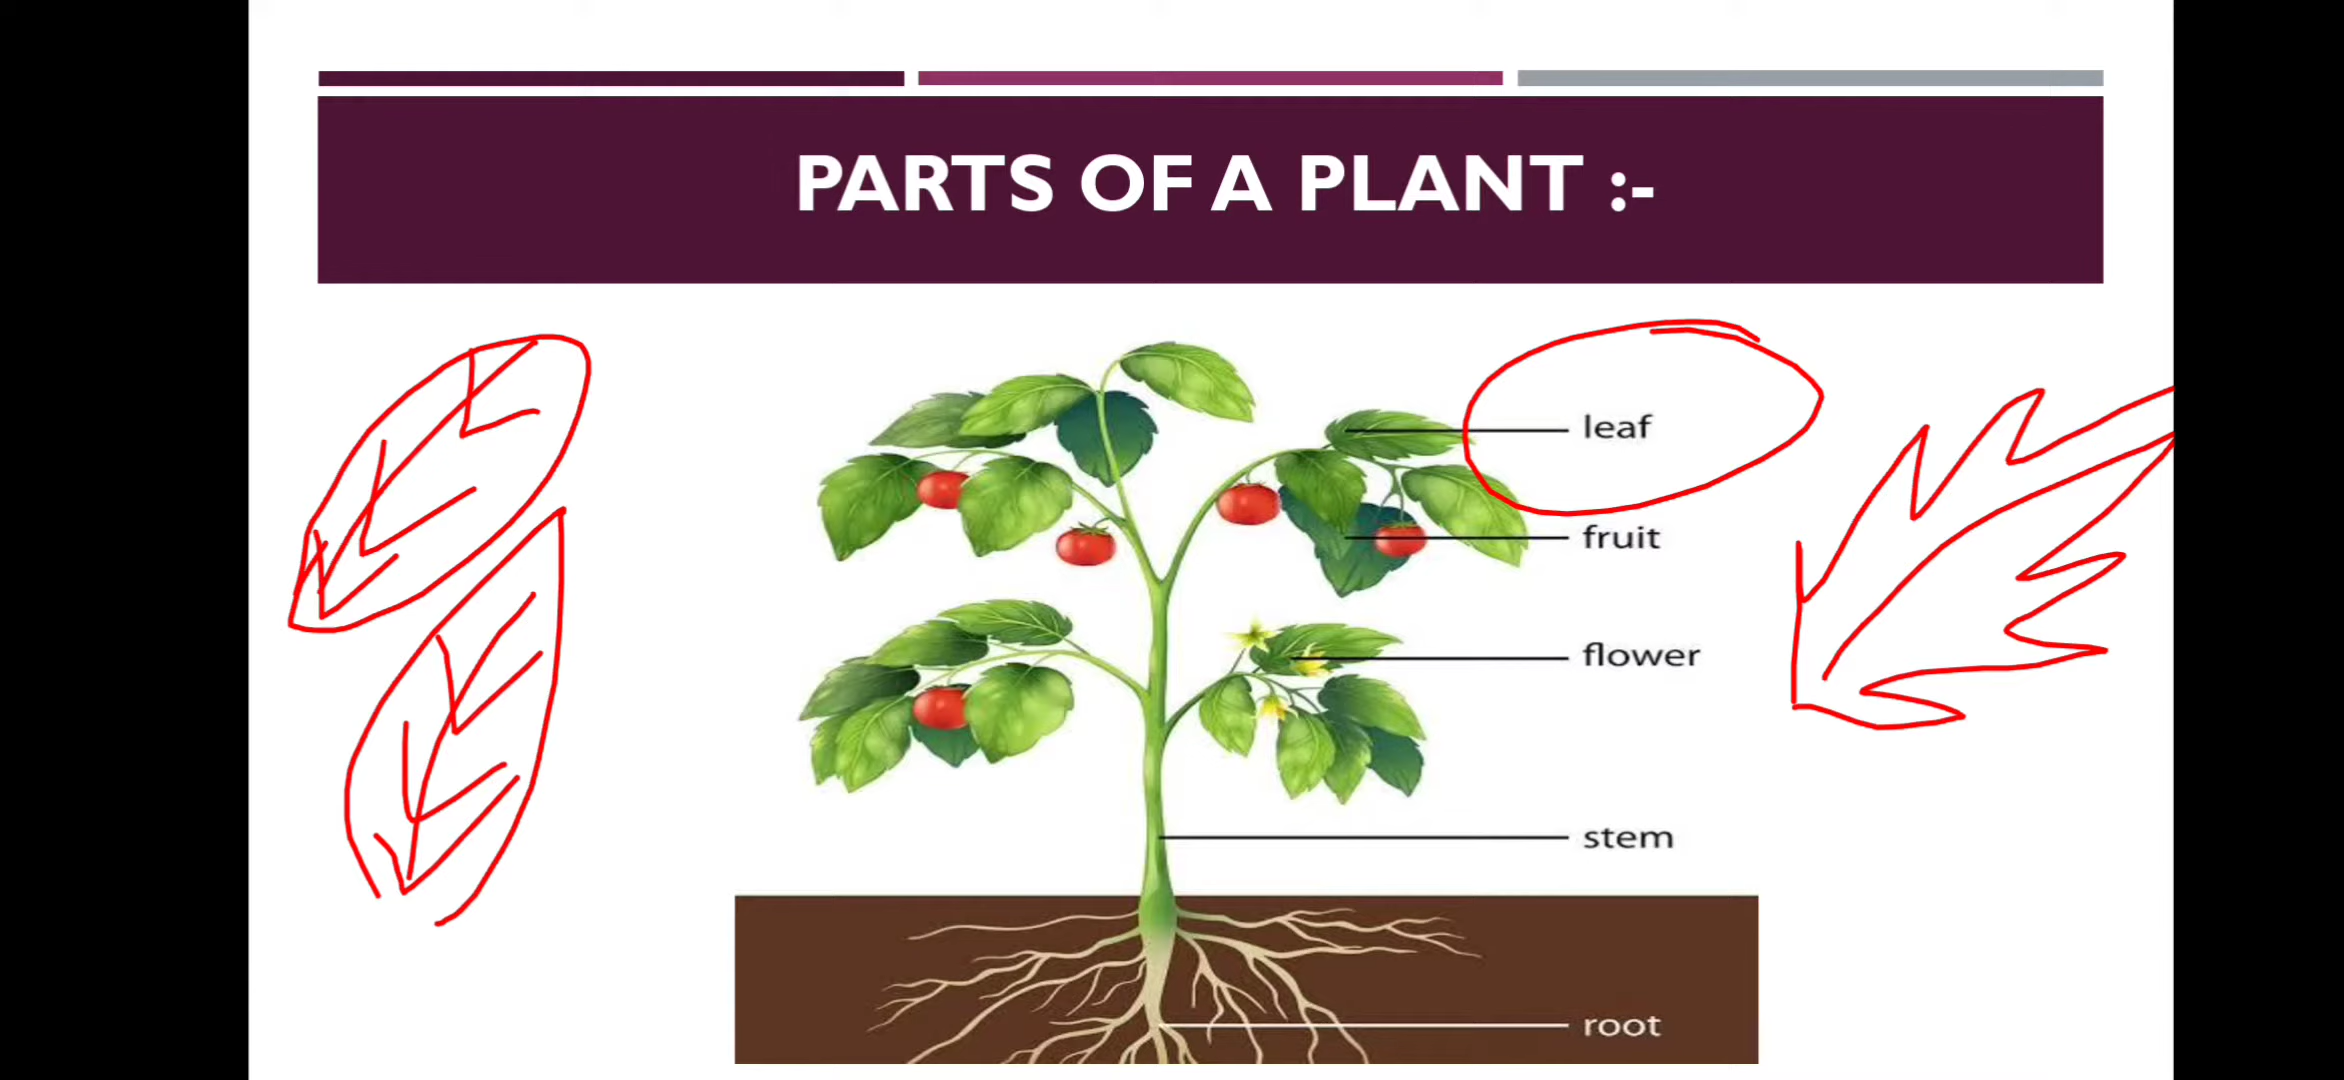 PARTS OF A PLANT :-
leaf
fruit
flower
stem
root